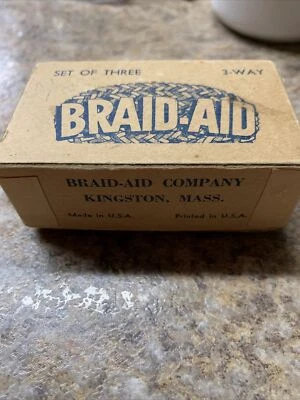 SET OF THREE 3-WAY
BRAID-AID
BRAID-AID COMPANY
KINGSTON, MASS.
Made in U.S.A. Printed in U.S.A.